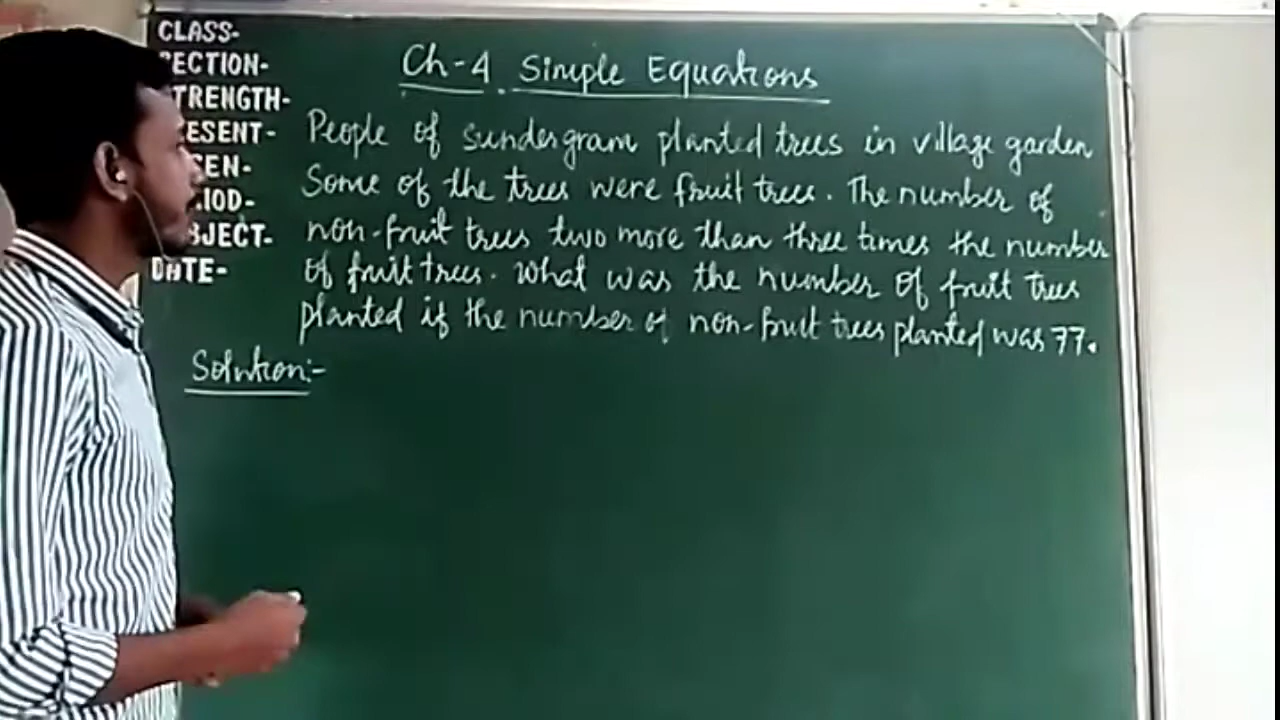 CLASS-
ECTION-
TRENGTH-
ESENT-
SEN-
IOD-
BJECT-
DATE-
Ch-4 Simple Equations
People of sundergram planted trees in village garden
Some of the trees were fruit trees. The number of
non-fruit trees two more than three times the number
of fruit trees. What was the number of fruit trees
planted if the number of non-fruit trees planted was 77.
Solution:-